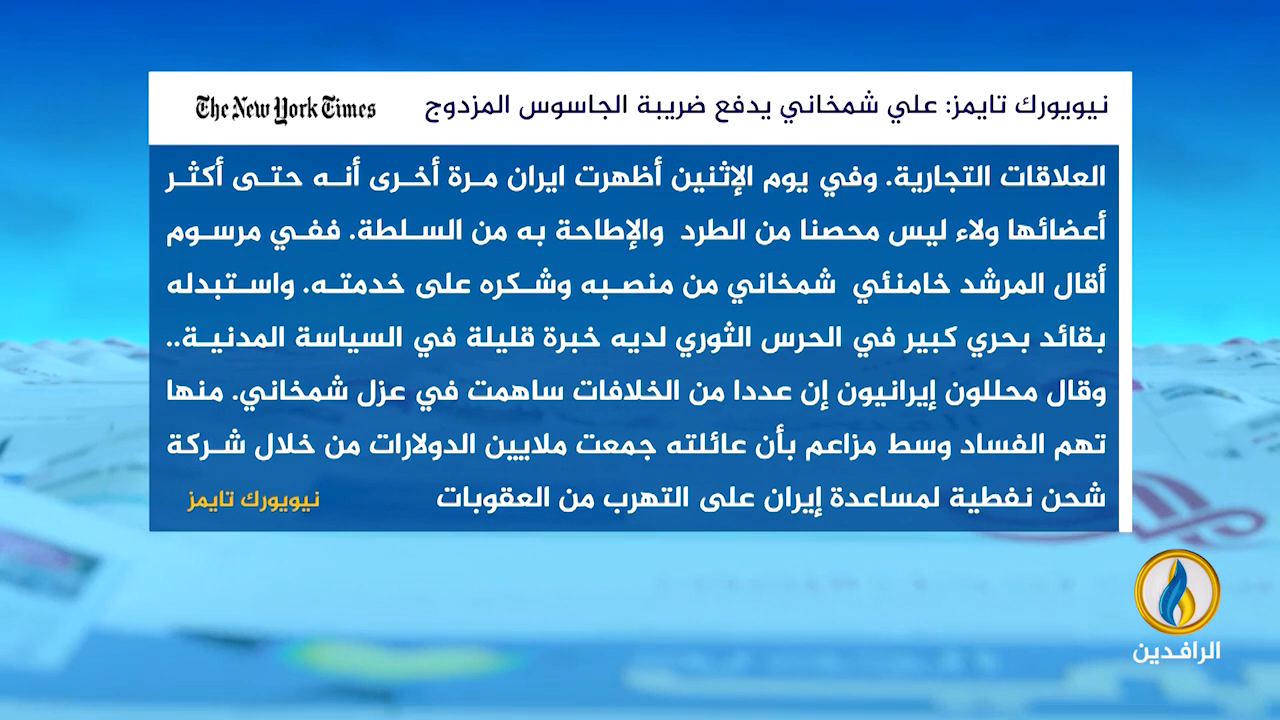 نيويورك تايمز: علي شمخاني يدفع ضريبة الجاسوس المزدوج
The New York Times
العلاقات التجارية. وفي يوم الإثنين أظهرت ايران مرة أخرى أنه حتى أكثر
أعضائها ولاء ليس محصنا من الطرد والإطاحة به من السلطة. ففي مرسوم
أقال المرشد خامنئي شمخاني من منصبه وشكره على خدمته. واستبدله
بقائد بحري كبير في الحرس الثوري لديه خبرة قليلة في السياسة المدنية..
وقال محللون إيرانيون إن عددا من الخلافات ساهمت في عزل شمخاني. منها
تهم الفساد وسط مزاعم بأن عائلته جمعت ملايين الدولارات من خلال شركة
شحن نفطية لمساعدة إيران على التهرب من العقوبات
نيويورك تايمز
الرافدين